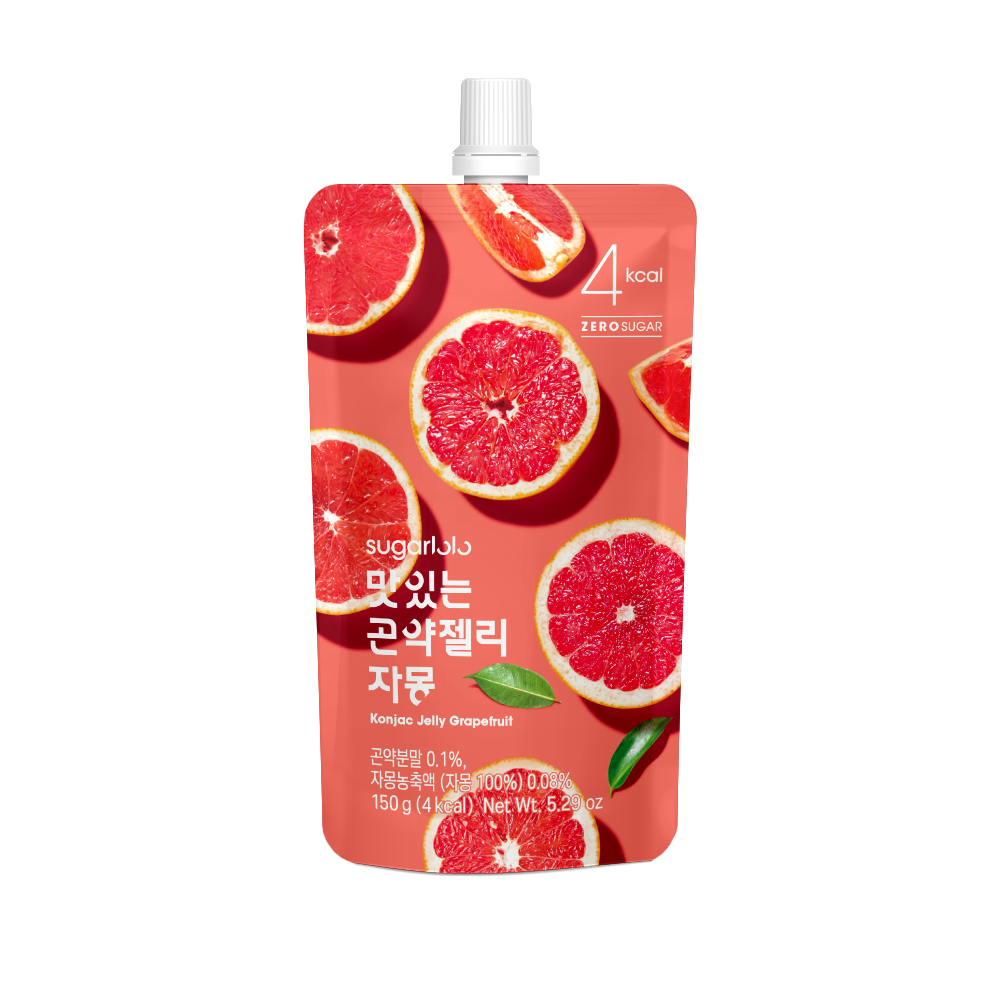 4 kcal
ZERO SUGAR
sugarlolo
맛있는
곤약젤리
자몽
Konjac Jelly Grapefruit
곤약분말 0.1%,
자몽농축액 (자몽 100%) 0.08%
150 g (4 kcal) Net Wt. 5.29 oz